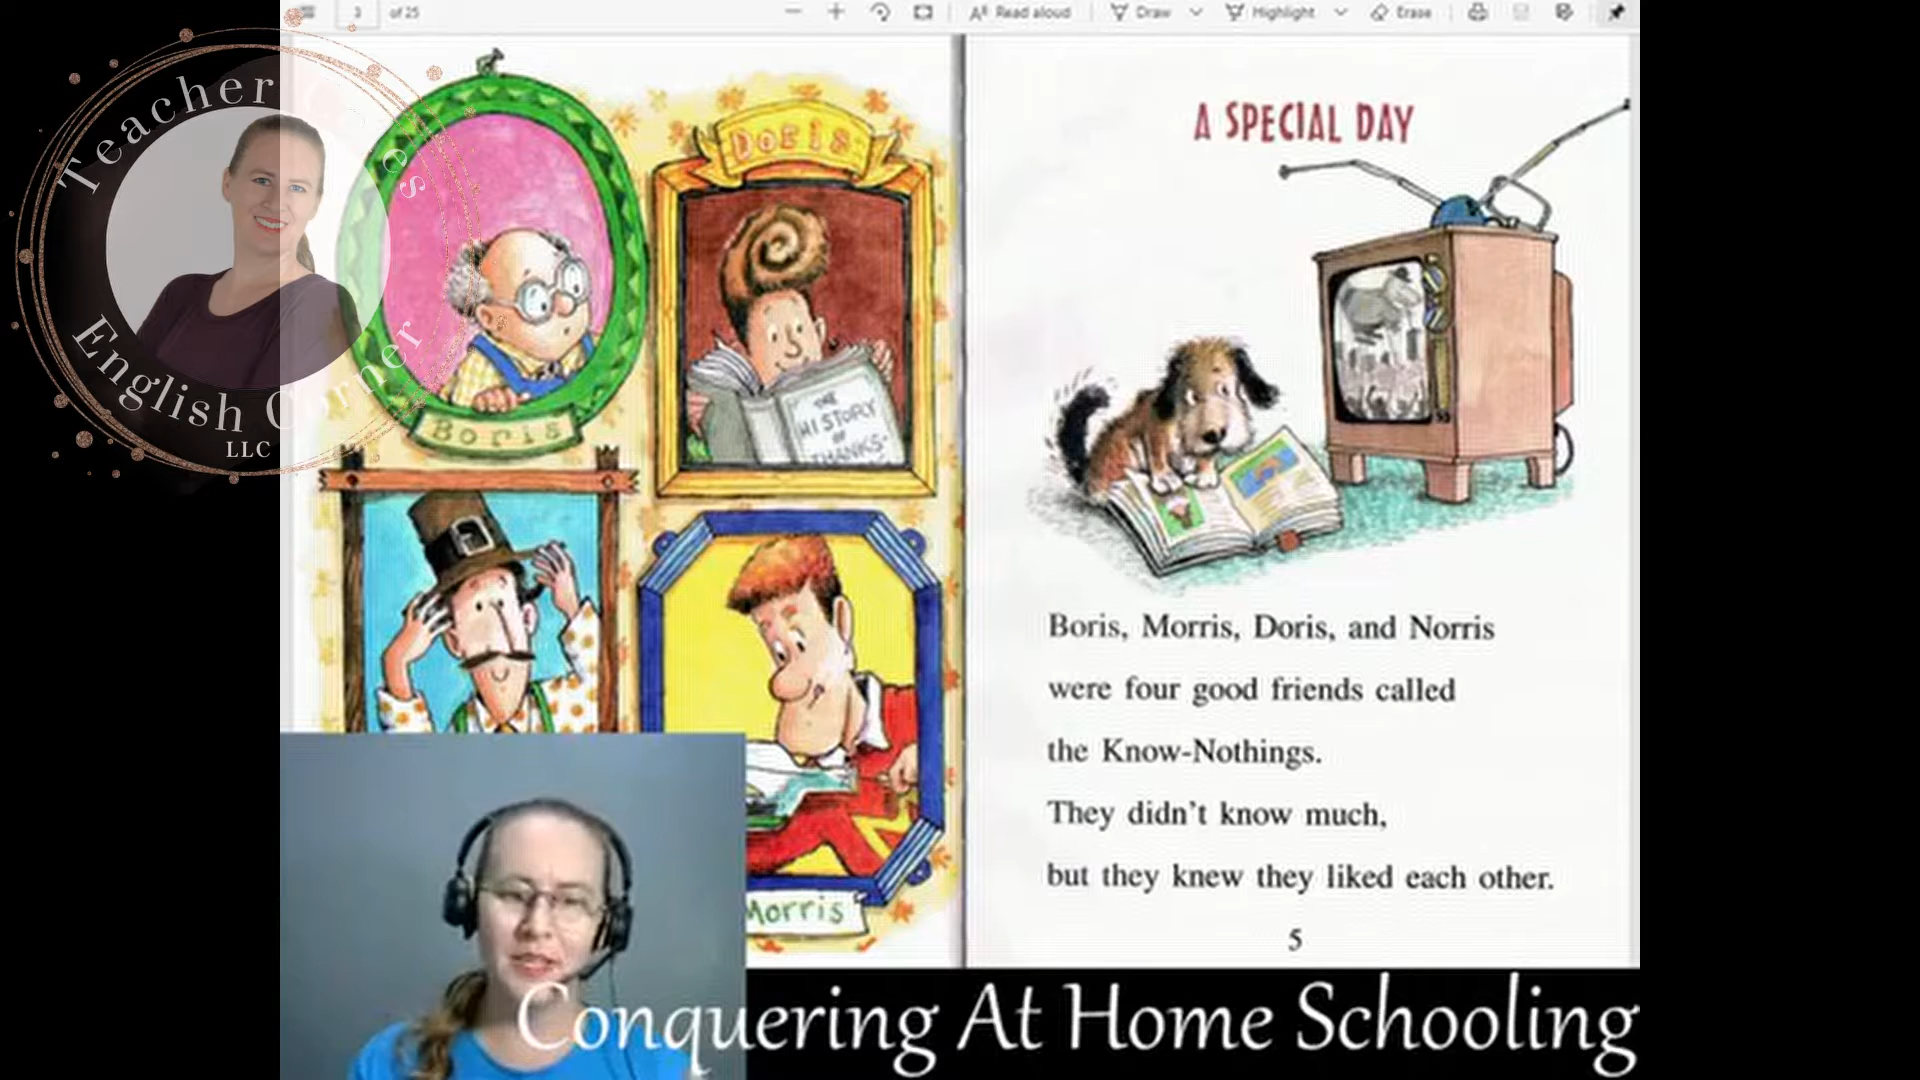 3 of 25
Read aloud
Draw
Highlight
Erase
Teacher
es
English Corner
LLC
Boris
Doris
THE
HISTORY
OF
THANKS-
Morris
A SPECIAL DAY
Boris, Morris, Doris, and Norris
were four good friends called
the Know-Nothings.
They didn't know much,
but they knew they liked each other.
5
Conquering At Home Schooling